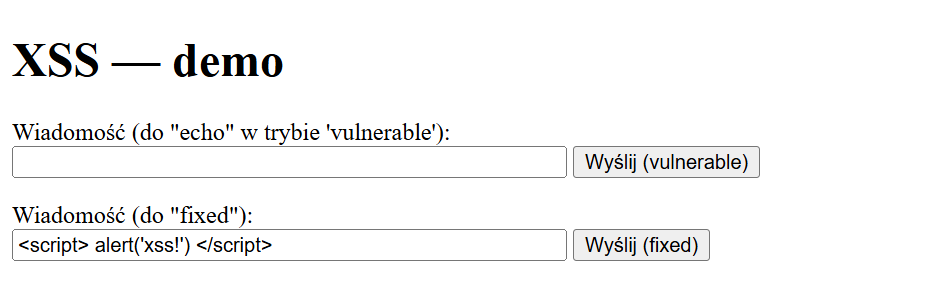 XSS — demo
Wiadomość (do "echo" w trybie 'vulnerable'):
Wyślij (vulnerable)
Wiadomość (do "fixed"):
<script> alert('xss!') </script> Wyślij (fixed)